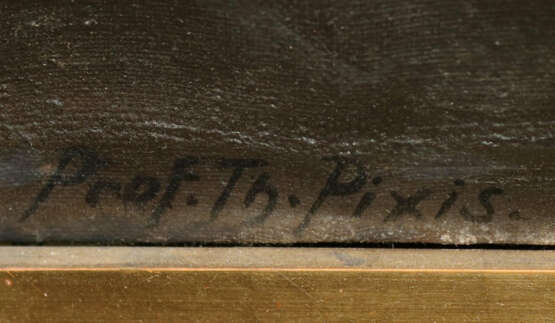 Prof. Th. Pixis.